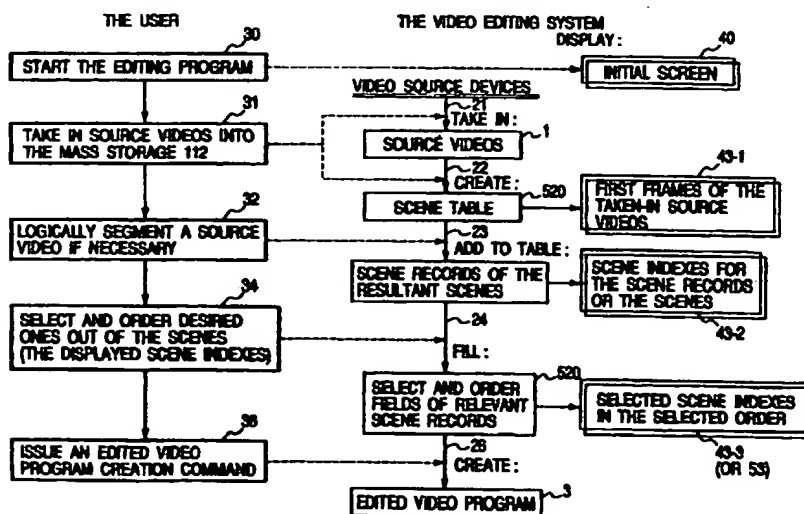 THE USER
THE VIDEO EDITING SYSTEM
DISPLAY:
30
START THE EDITING PROGRAM
40
INITIAL SCREEN
VIDEO SOURCE DEVICES
21
TAKE IN:
31
TAKE IN SOURCE VIDEOS INTO
THE MASS STORAGE 112
1
SOURCE VIDEOS
22
CREATE:
520
SCENE TABLE
43-1
FIRST FRAMES OF THE
TAKEN-IN SOURCE
VIDEOS
32
LOGICALLY SEGMENT A SOURCE
VIDEO IF NECESSARY
23
ADD TO TABLE:
SCENE RECORDS OF THE
RESULTANT SCENES
SCENE INDEXES FOR
THE SCENE RECORDS
OR THE SCENES
43-2
34
SELECT AND ORDER DESIRED
ONES OUT OF THE SCENES
(THE DISPLAYED SCENE INDEXES)
24
FILL:
520
SELECT AND ORDER
FIELDS OF RELEVANT
SCENE RECORDS
SELECTED SCENE INDEXES
IN THE SELECTED ORDER
43-3
(OR 53)
36
ISSUE AN EDITED VIDEO
PROGRAM CREATION COMMAND
26
CREATE:
EDITED VIDEO PROGRAM
3